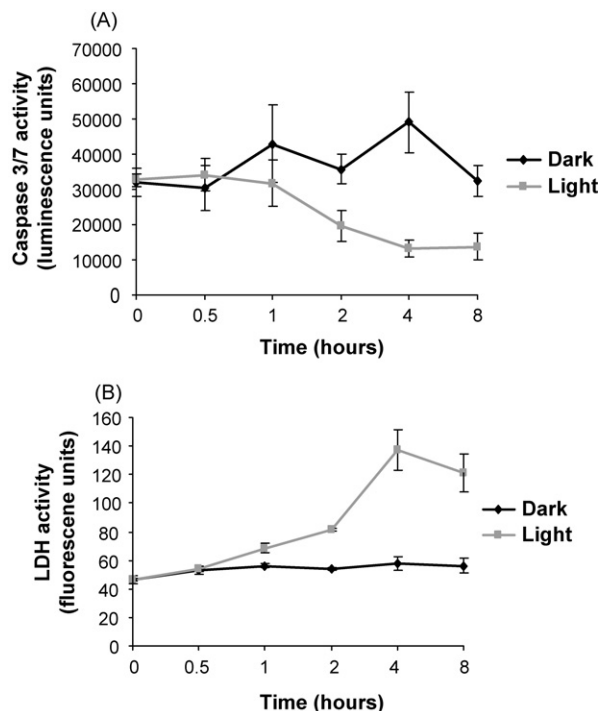 (A)
Caspase 3/7 activity
(luminescence units)
70000
60000
50000
40000
30000
20000
10000
0
0 0.5 1 2 4 8
Time (hours)
Dark
Light
(B)
LDH activity
(fluorescene units)
160
140
120
100
80
60
40
20
0
0 0.5 1 2 4 8
Time (hours)
Dark
Light